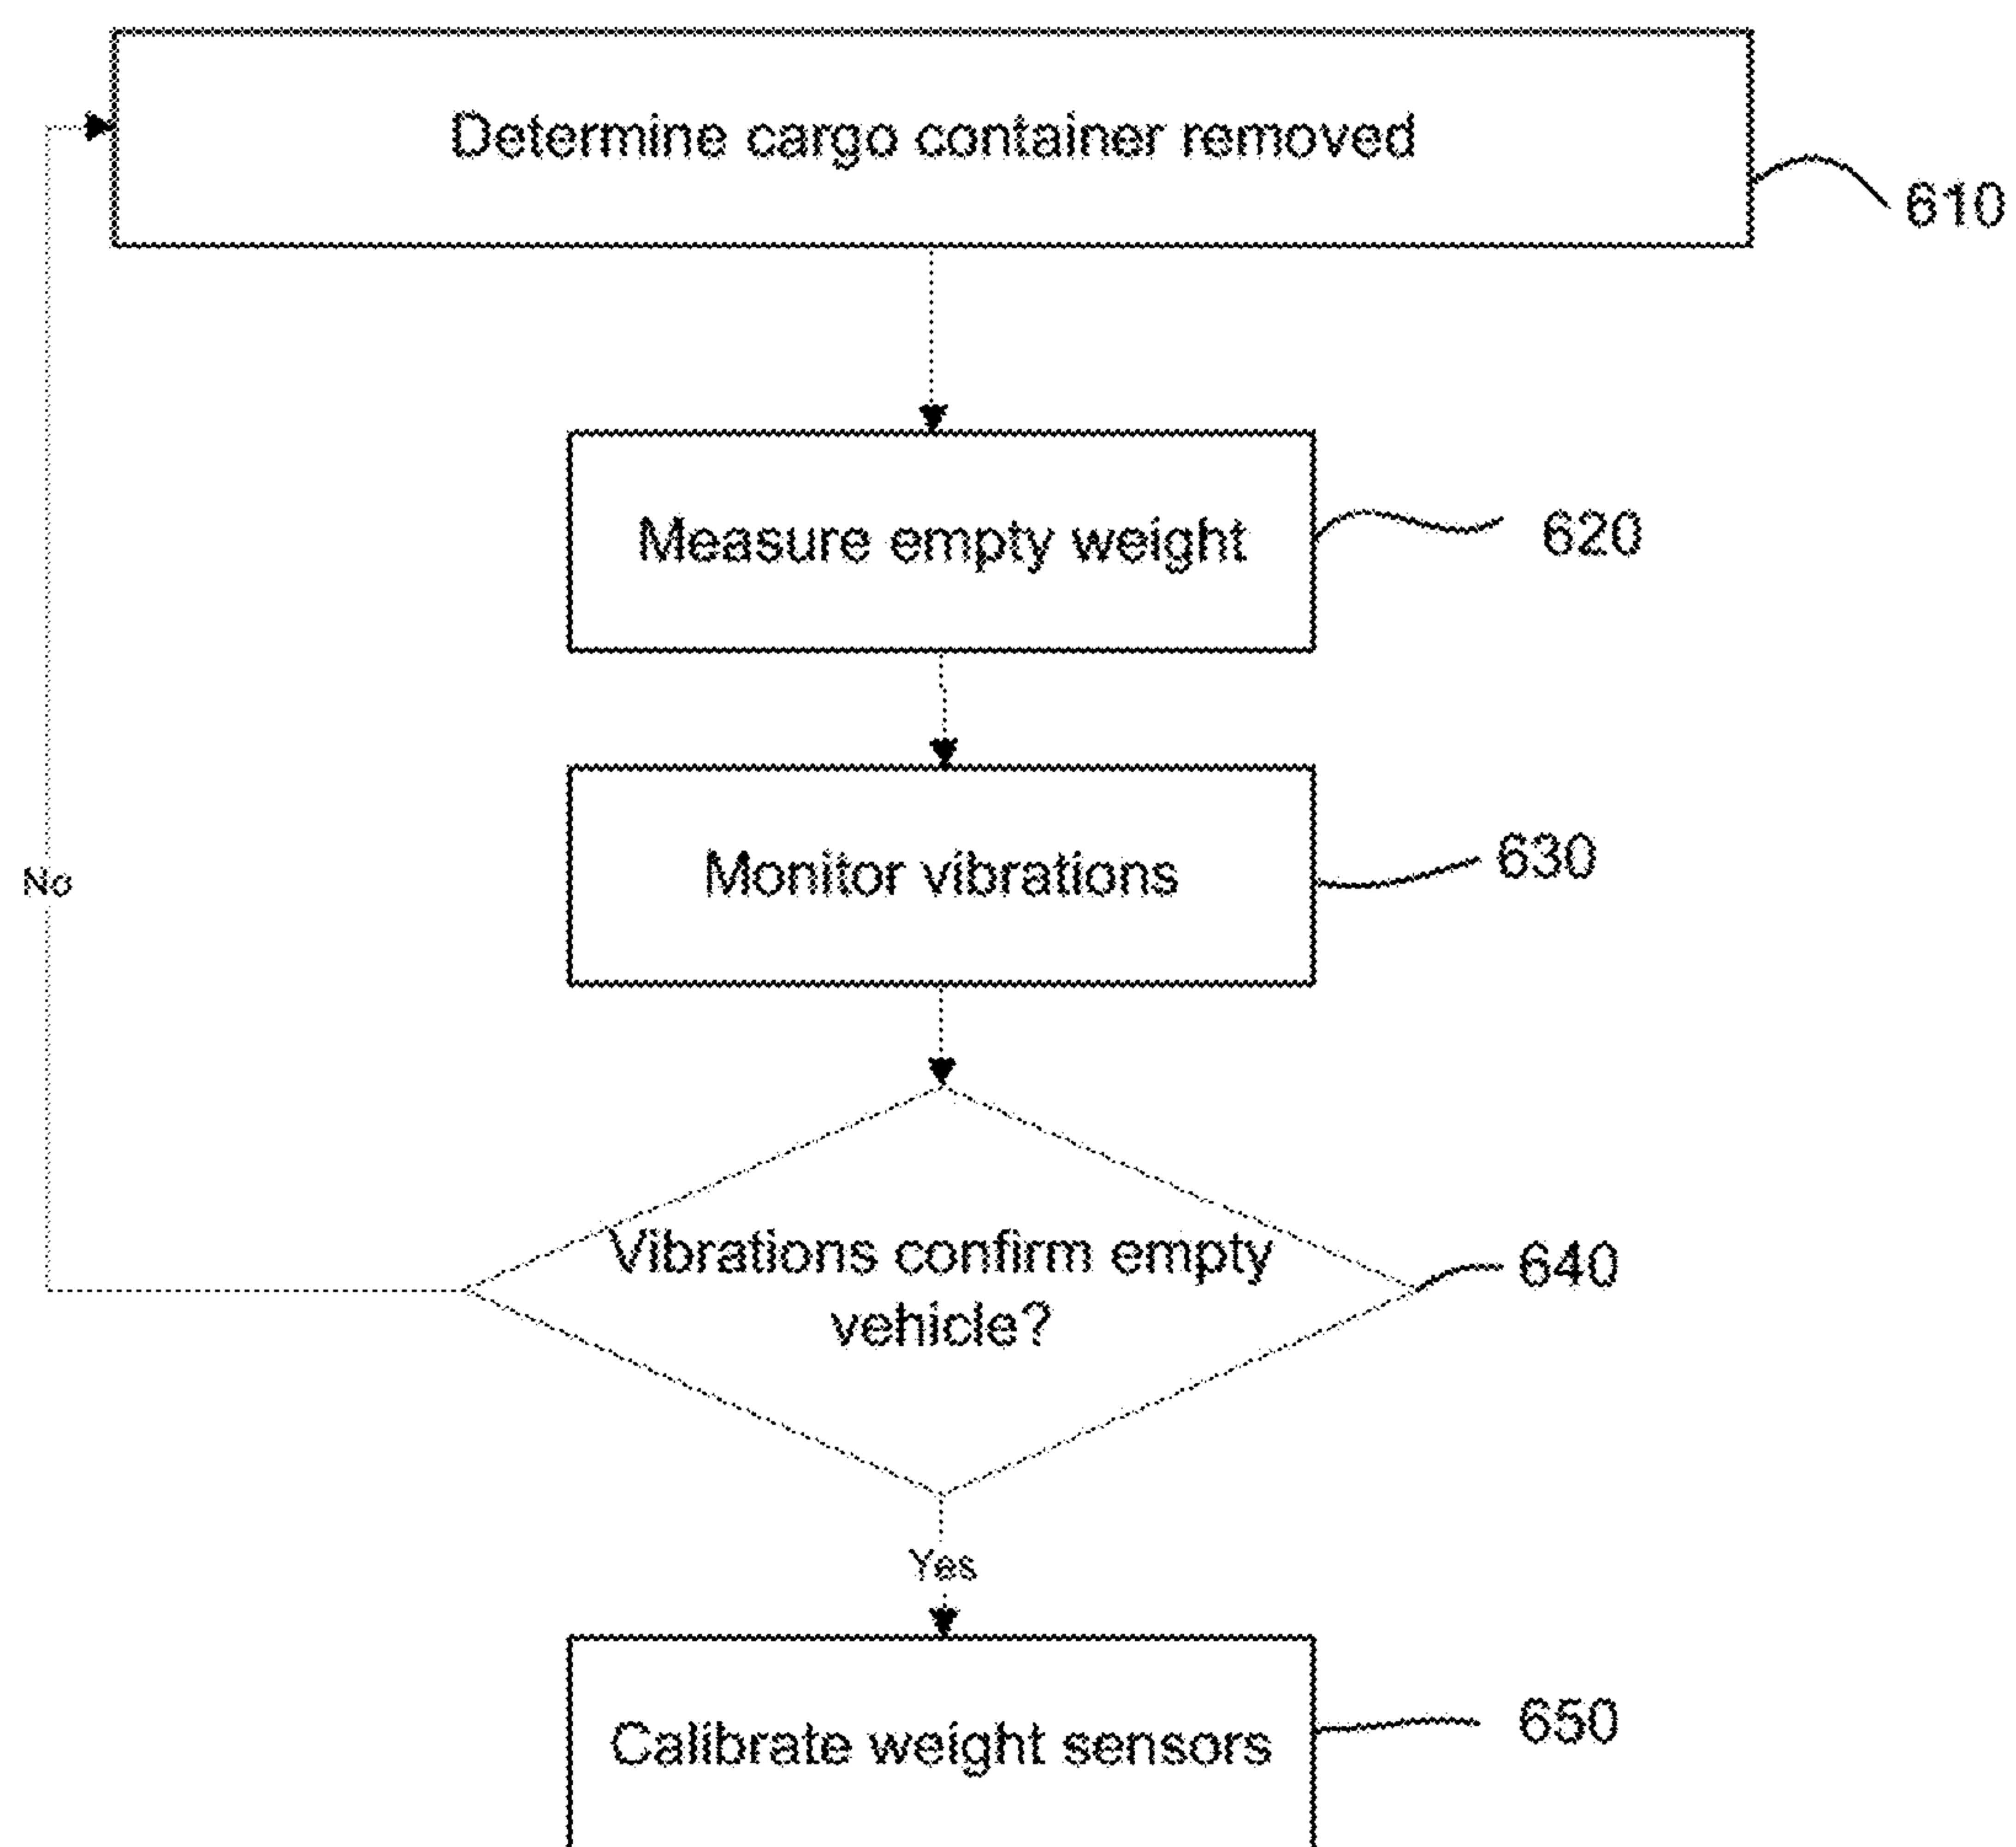 Determine cargo container removed
610
Measure empty weight
620
Monitor vibrations
630
No
Vibrations confirm empty
vehicle?
640
Yes
Calibrate weight sensors
650